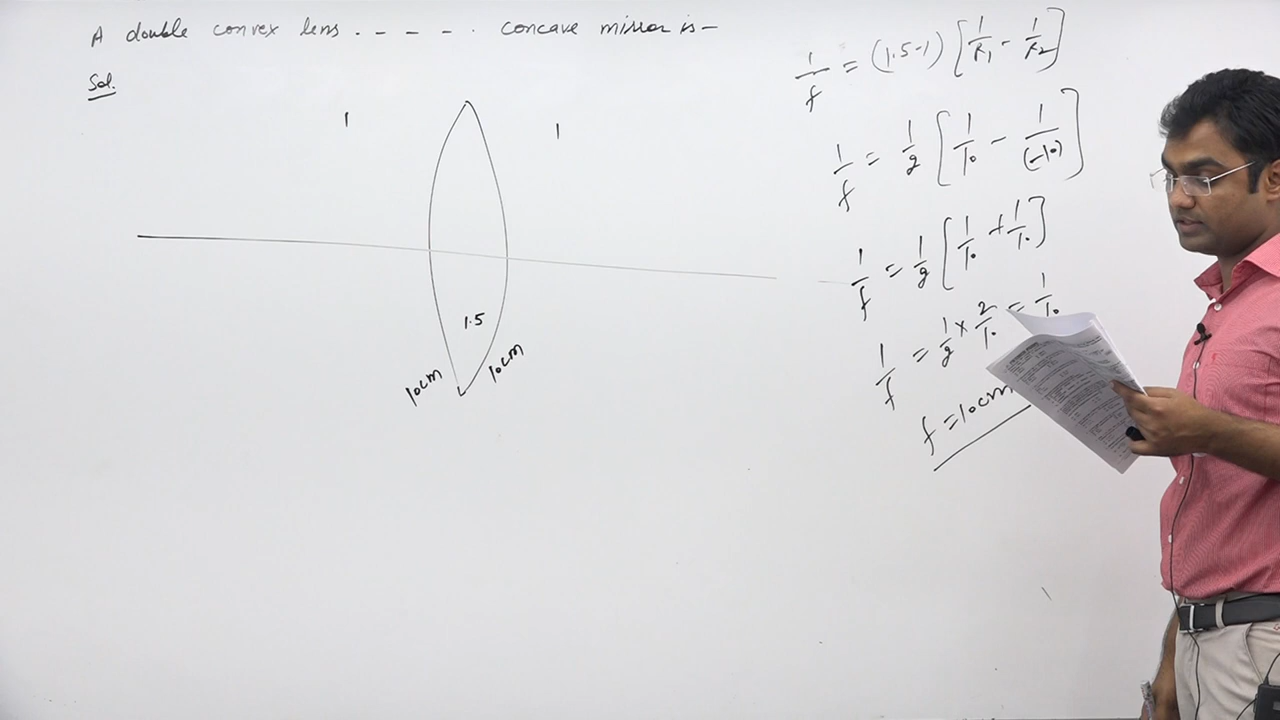 A double convex lens . - - - - . concave mirror is -
Sol.
1
1
1.5
10cm
10cm
1/f = (1.5-1) [1/R1 - 1/R2]
1/f = 1/2 [1/10 - 1/(-10)]
1/f = 1/2 [1/10 + 1/10]
1/f = 1/2 × 2/10 = 1/10
f = 10cm